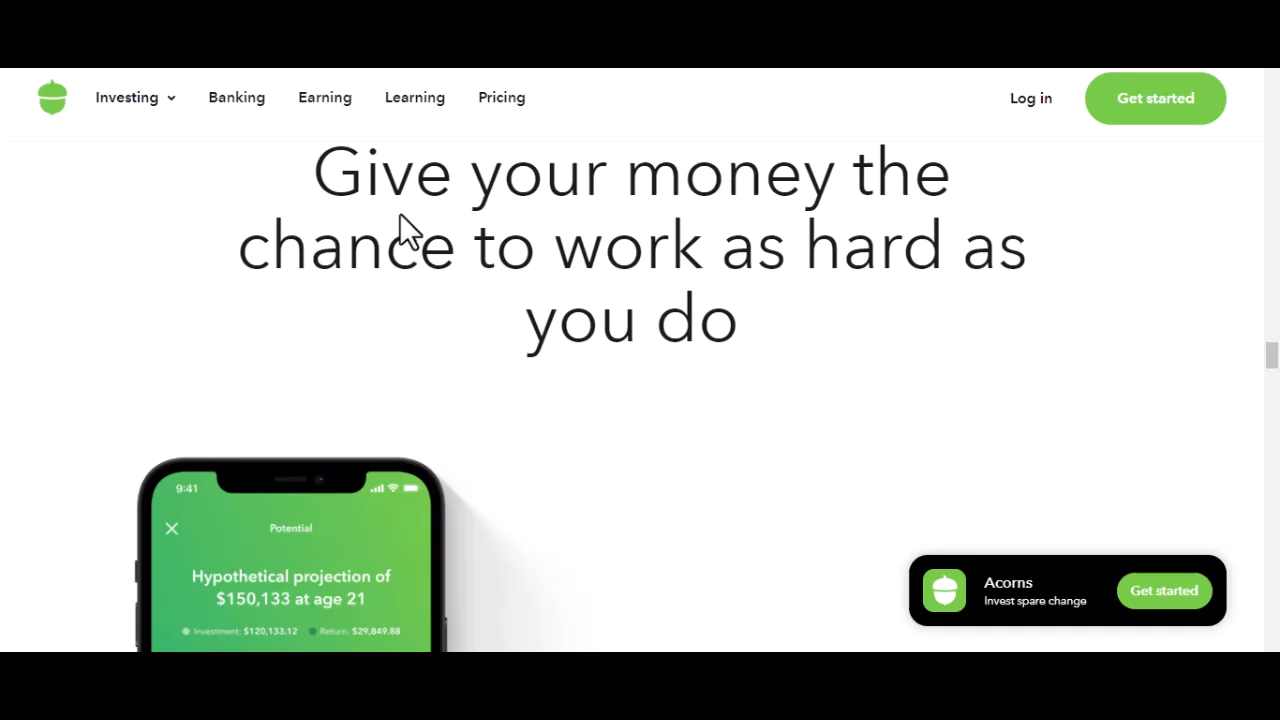 Investing Banking Earning Learning Pricing Log in Get started
Give your money the
chance to work as hard as
you do
9:41
Potential
Hypothetical projection of
$150,133 at age 21
Investment: $120,133.12 Return: $29,849.88
Acorns
Invest spare change
Get started